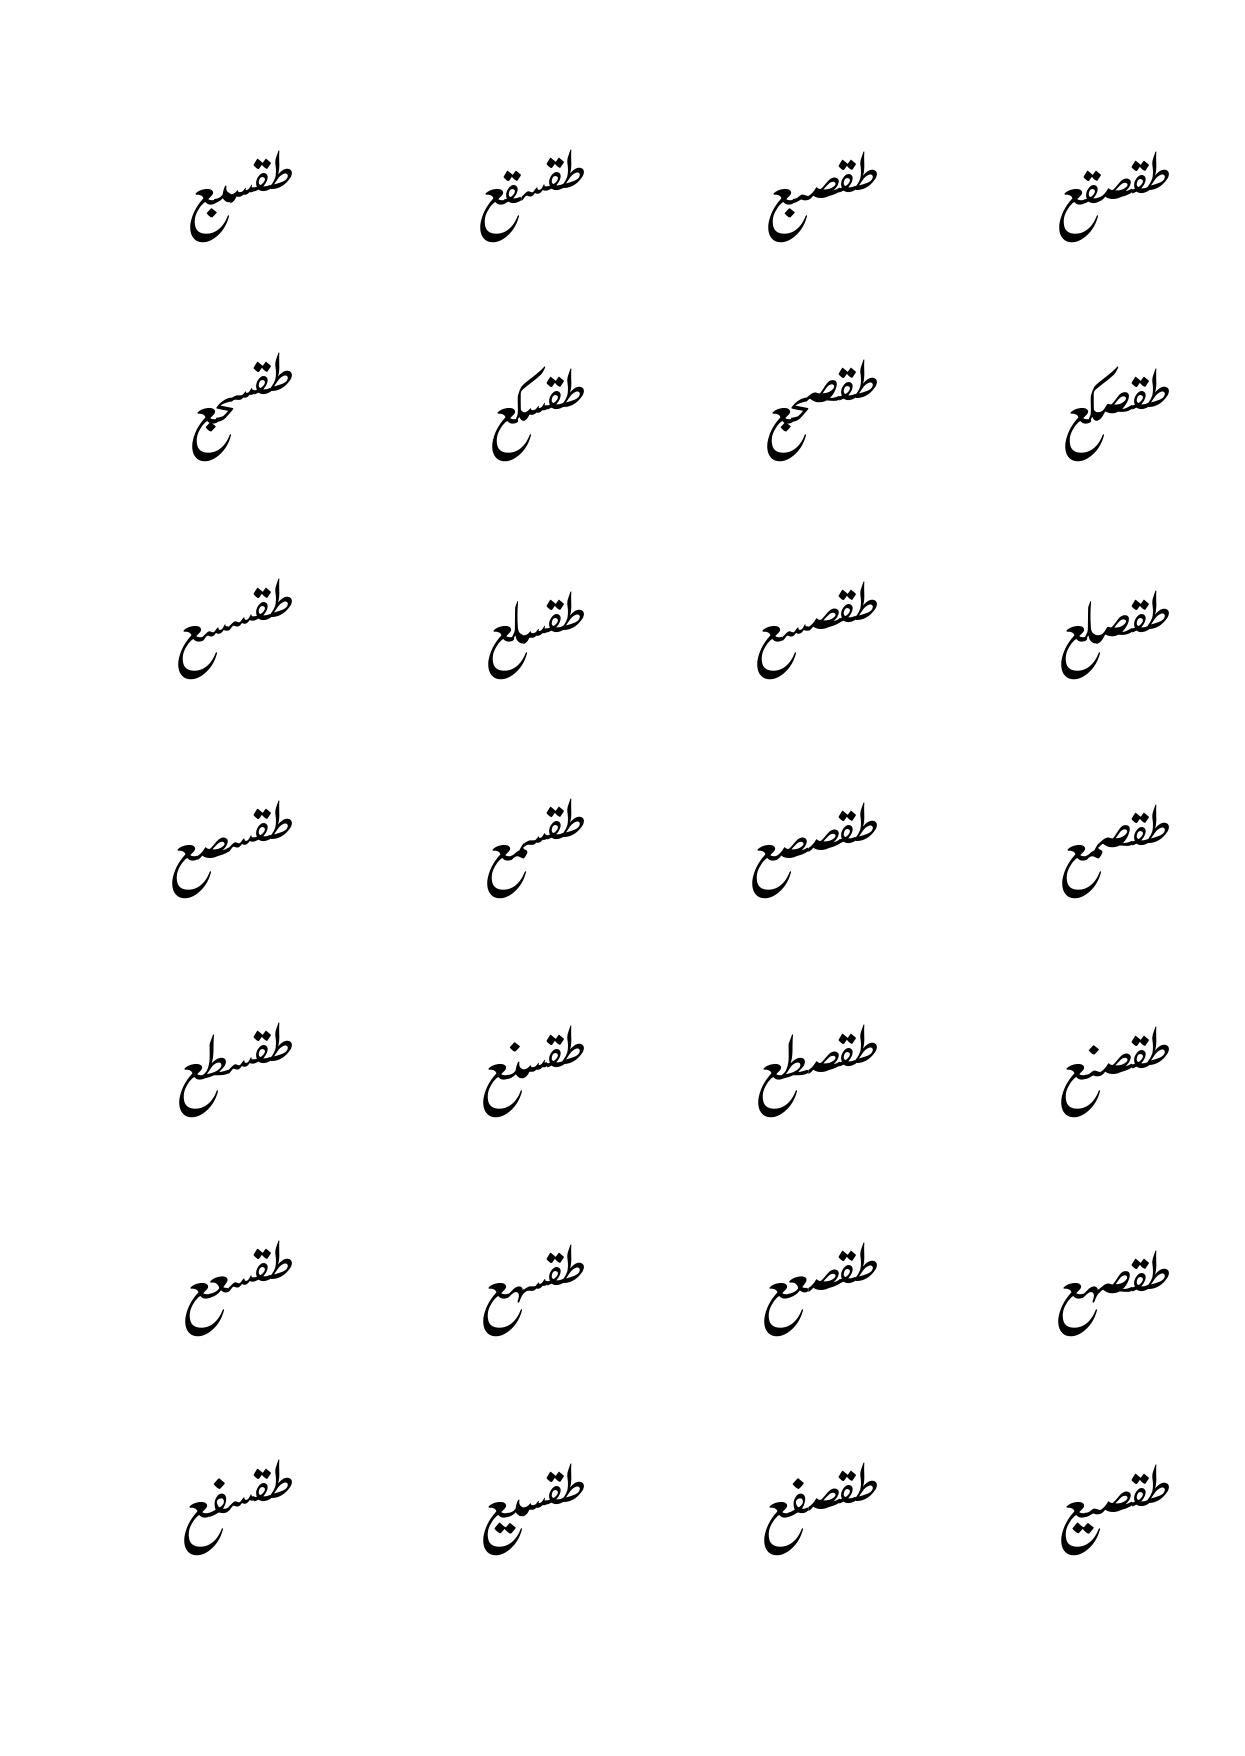 طقصقع طقصبع طقسقع طقسبع
طقصكع طقصجع طقسكع طقسجع
طقصلع طقصسع طقسلع طقسسع
طقصمع طقصصع طقسمع طقسصع
طقصنع طقصطع طقسنع طقسطع
طقصهع طقصعع طقسهع طقسعع
طقصيع طقصفع طقسيع طقسفع